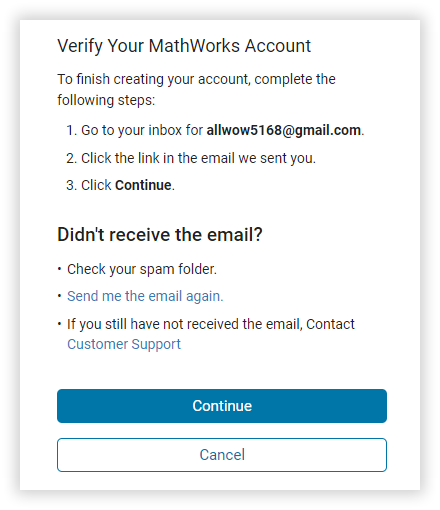 Verify Your MathWorks Account
To finish creating your account, complete the
following steps:
1. Go to your inbox for allwow5168@gmail.com.
2. Click the link in the email we sent you.
3. Click Continue.
Didn't receive the email?
• Check your spam folder.
• Send me the email again.
• If you still have not received the email, Contact
Customer Support
Continue
Cancel